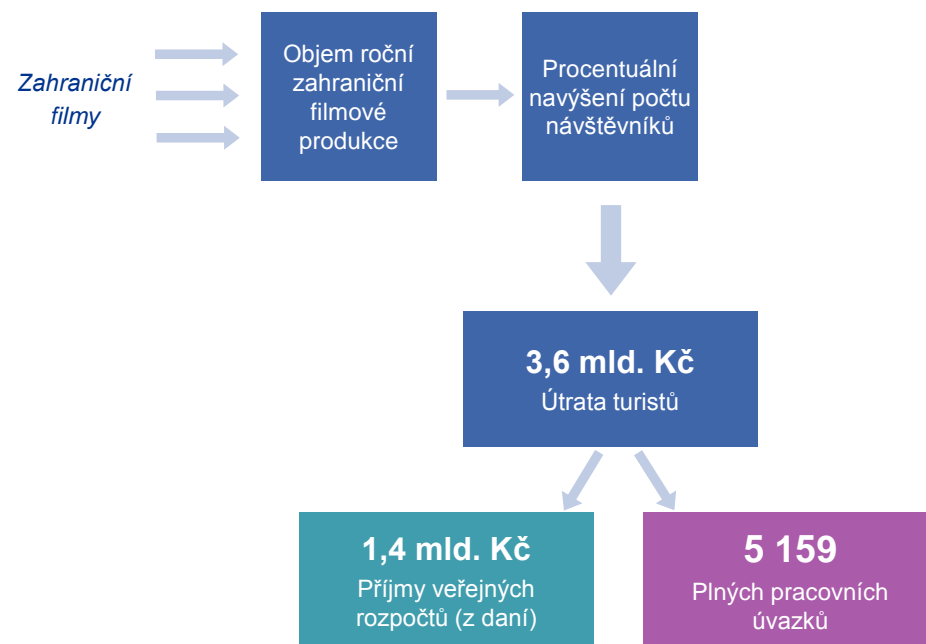 Zahraniční
filmy
Objem roční
zahraniční
filmové
produkce
Procentuální
navýšení počtu
návštěvníků
3,6 mld. Kč
Útrata turistů
1,4 mld. Kč
Příjmy veřejných
rozpočtů (z daní)
5 159
Plných pracovních
úvazků